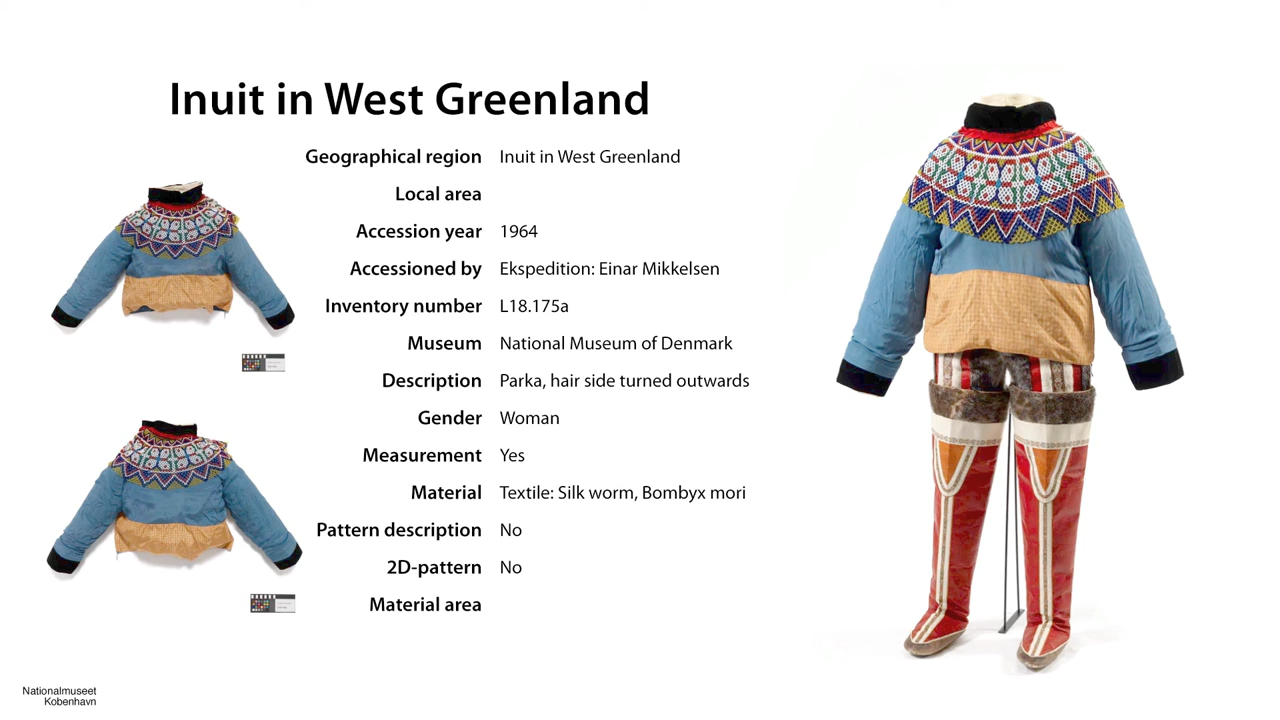 Inuit in West Greenland
Geographical region Inuit in West Greenland
Local area
Accession year 1964
Accessioned by Ekspedition: Einar Mikkelsen
Inventory number L18.175a
Museum National Museum of Denmark
Description Parka, hair side turned outwards
Gender Woman
Measurement Yes
Material Textile: Silk worm, Bombyx mori
Pattern description No
2D-pattern No
Material area
Nationalmuseet
Kobenhavn